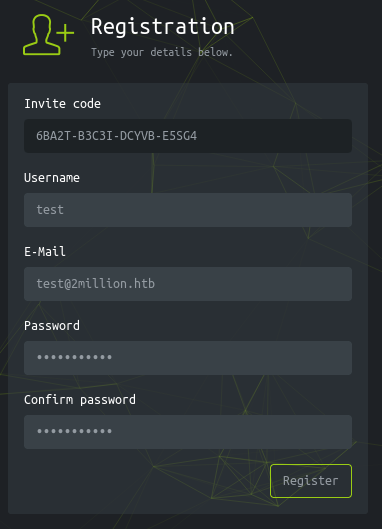 Registration
Type your details below.
Invite code
6BA2T-B3C3I-DCYVB-E5SG4
Username
test
E-Mail
test@2million.htb
Password
•••••••••••
Confirm password
•••••••••••
Register